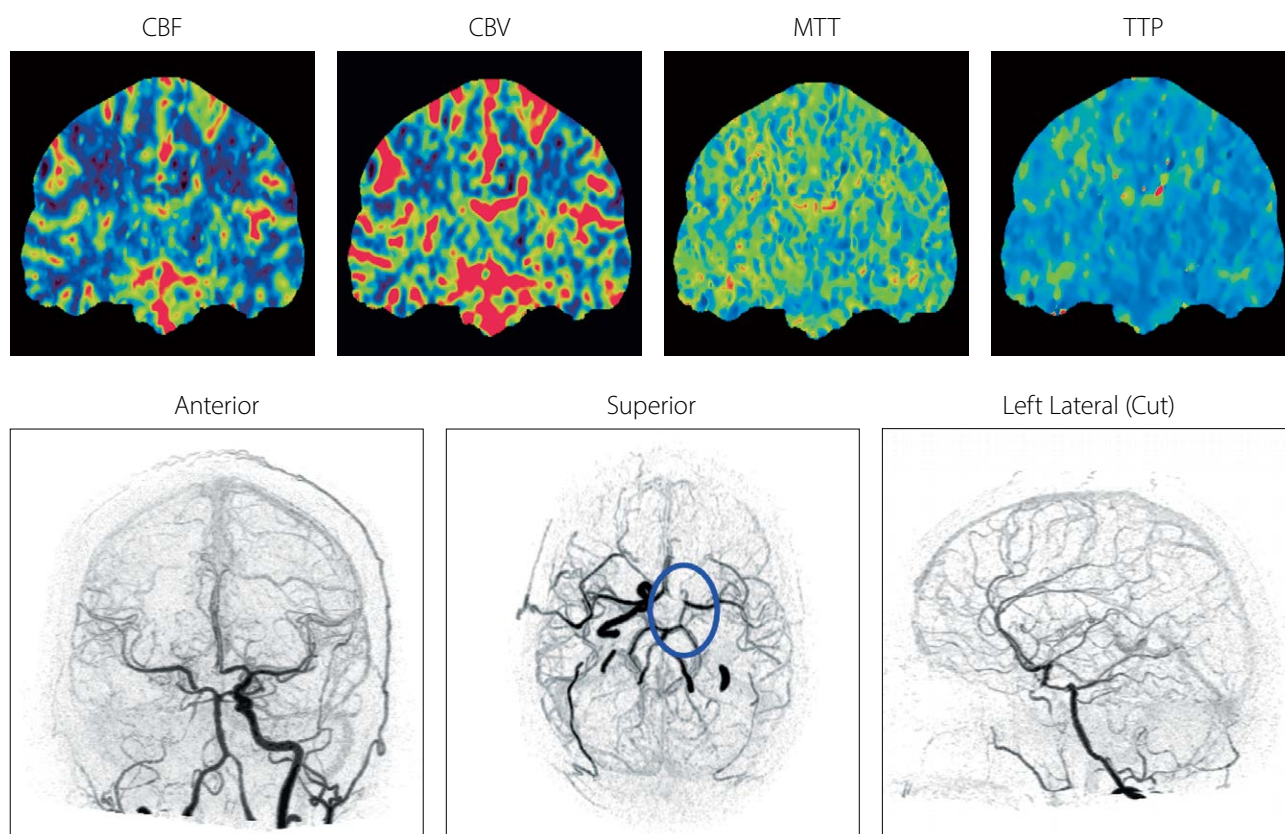 CBF
CBV
MTT
TTP
Anterior
Superior
Left Lateral (Cut)